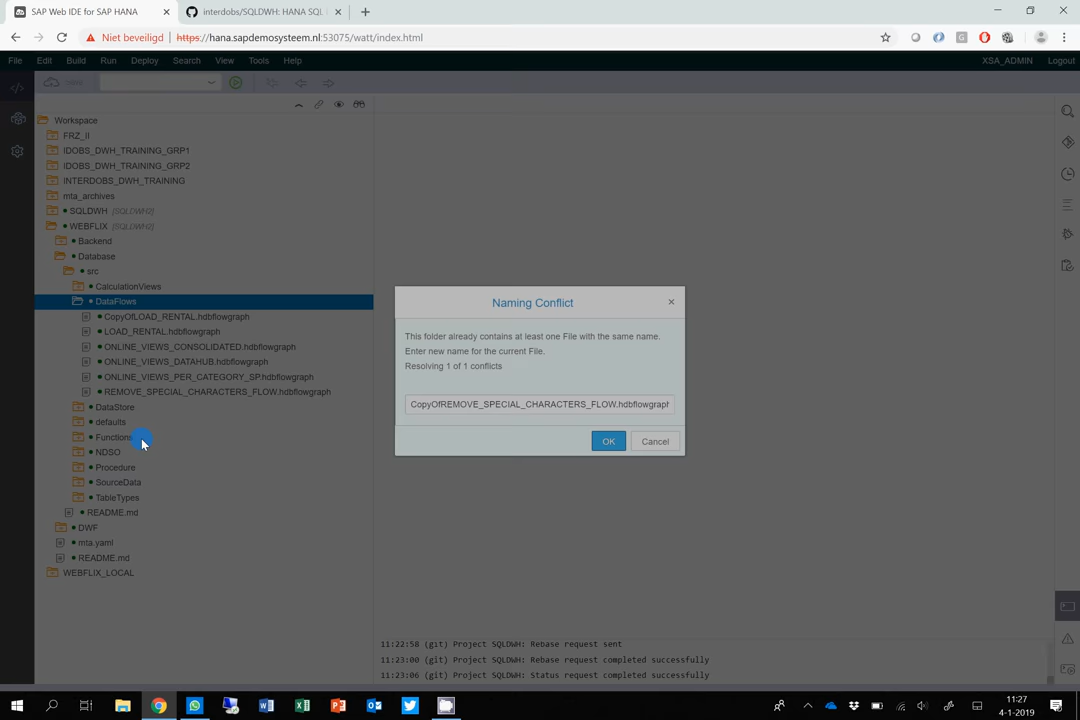 SAP Web IDE for SAP HANA
interdobs/SQLDWH: HANA SQL
Niet beveiligd
https://hana.sapdemosysteem.nl:53075/watt/index.html
File Edit Build Run Deploy Search View Tools Help
XSA_ADMIN Logout
Workspace
FRZ_II
IDOBS_DWH_TRAINING_GRP1
IDOBS_DWH_TRAINING_GRP2
INTERDOBS_DWH_TRAINING
mta_archives
SQLDWH [SQLDWH2]
WEBFLIX [SQLDWH2]
Backend
Database
src
CalculationViews
DataFlows
CopyOfLOAD_RENTAL.hdbflowgraph
LOAD_RENTAL.hdbflowgraph
ONLINE_VIEWS_CONSOLIDATED.hdbflowgraph
ONLINE_VIEWS_DATAHUB.hdbflowgraph
ONLINE_VIEWS_PER_CATEGORY_SP.hdbflowgraph
REMOVE_SPECIAL_CHARACTERS_FLOW.hdbflowgraph
DataStore
defaults
Functions
NDSO
Procedure
SourceData
TableTypes
README.md
DWF
mta.yaml
README.md
WEBFLIX_LOCAL
Naming Conflict
This folder already contains at least one File with the same name.
Enter new name for the current File.
Resolving 1 of 1 conflicts
CopyOfREMOVE_SPECIAL_CHARACTERS_FLOW.hdbflowgraph
OK Cancel
11:22:58 (git) Project SQLDWH: Rebase request sent
11:23:00 (git) Project SQLDWH: Rebase request completed successfully
11:23:06 (git) Project SQLDWH: Status request completed successfully
11:27
4-1-2019